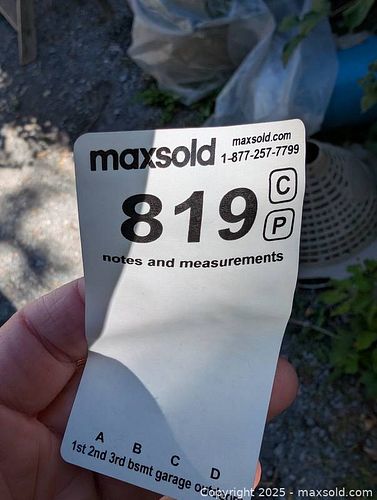 maxsold
maxsold.com
1-877-257-7799
819
C
P
notes and measurements
A B C D
1st 2nd 3rd bsmt garage
Copyright © 2025 - maxsold.com